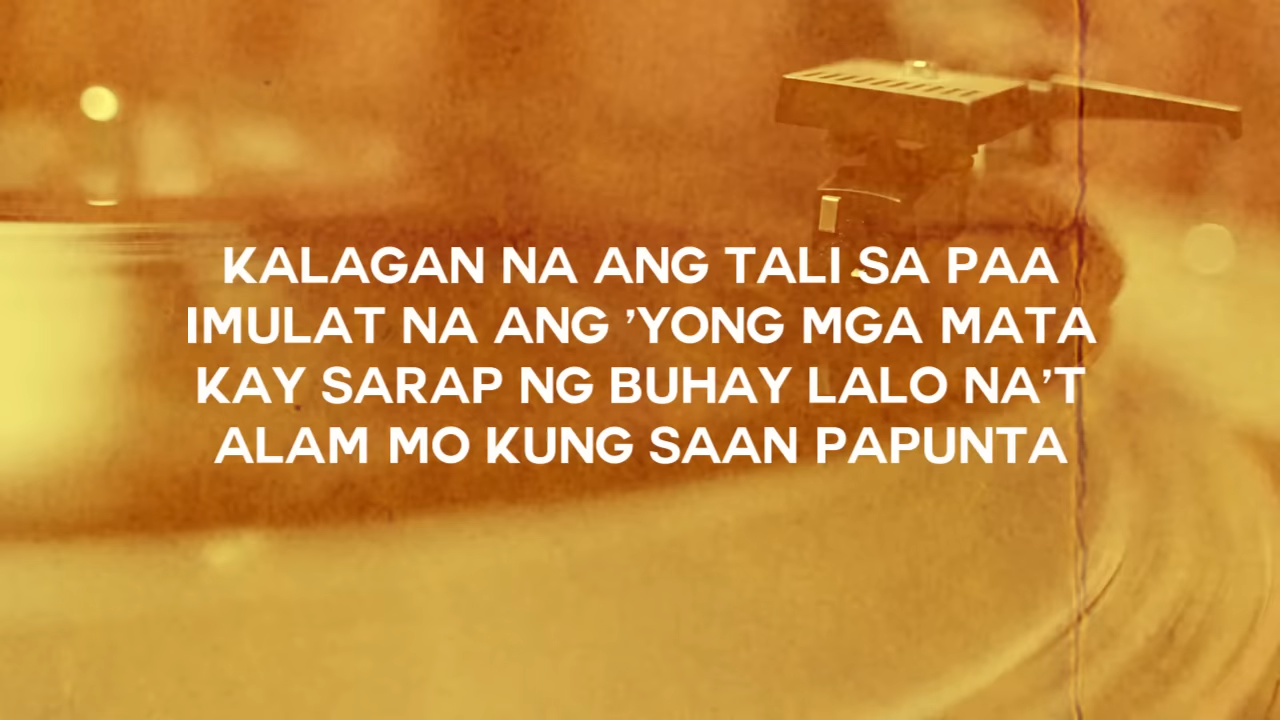 KALAGAN NA ANG TALI SA PAA
IMULAT NA ANG ’YONG MGA MATA
KAY SARAP NG BUHAY LALO NA’T
ALAM MO KUNG SAAN PAPUNTA